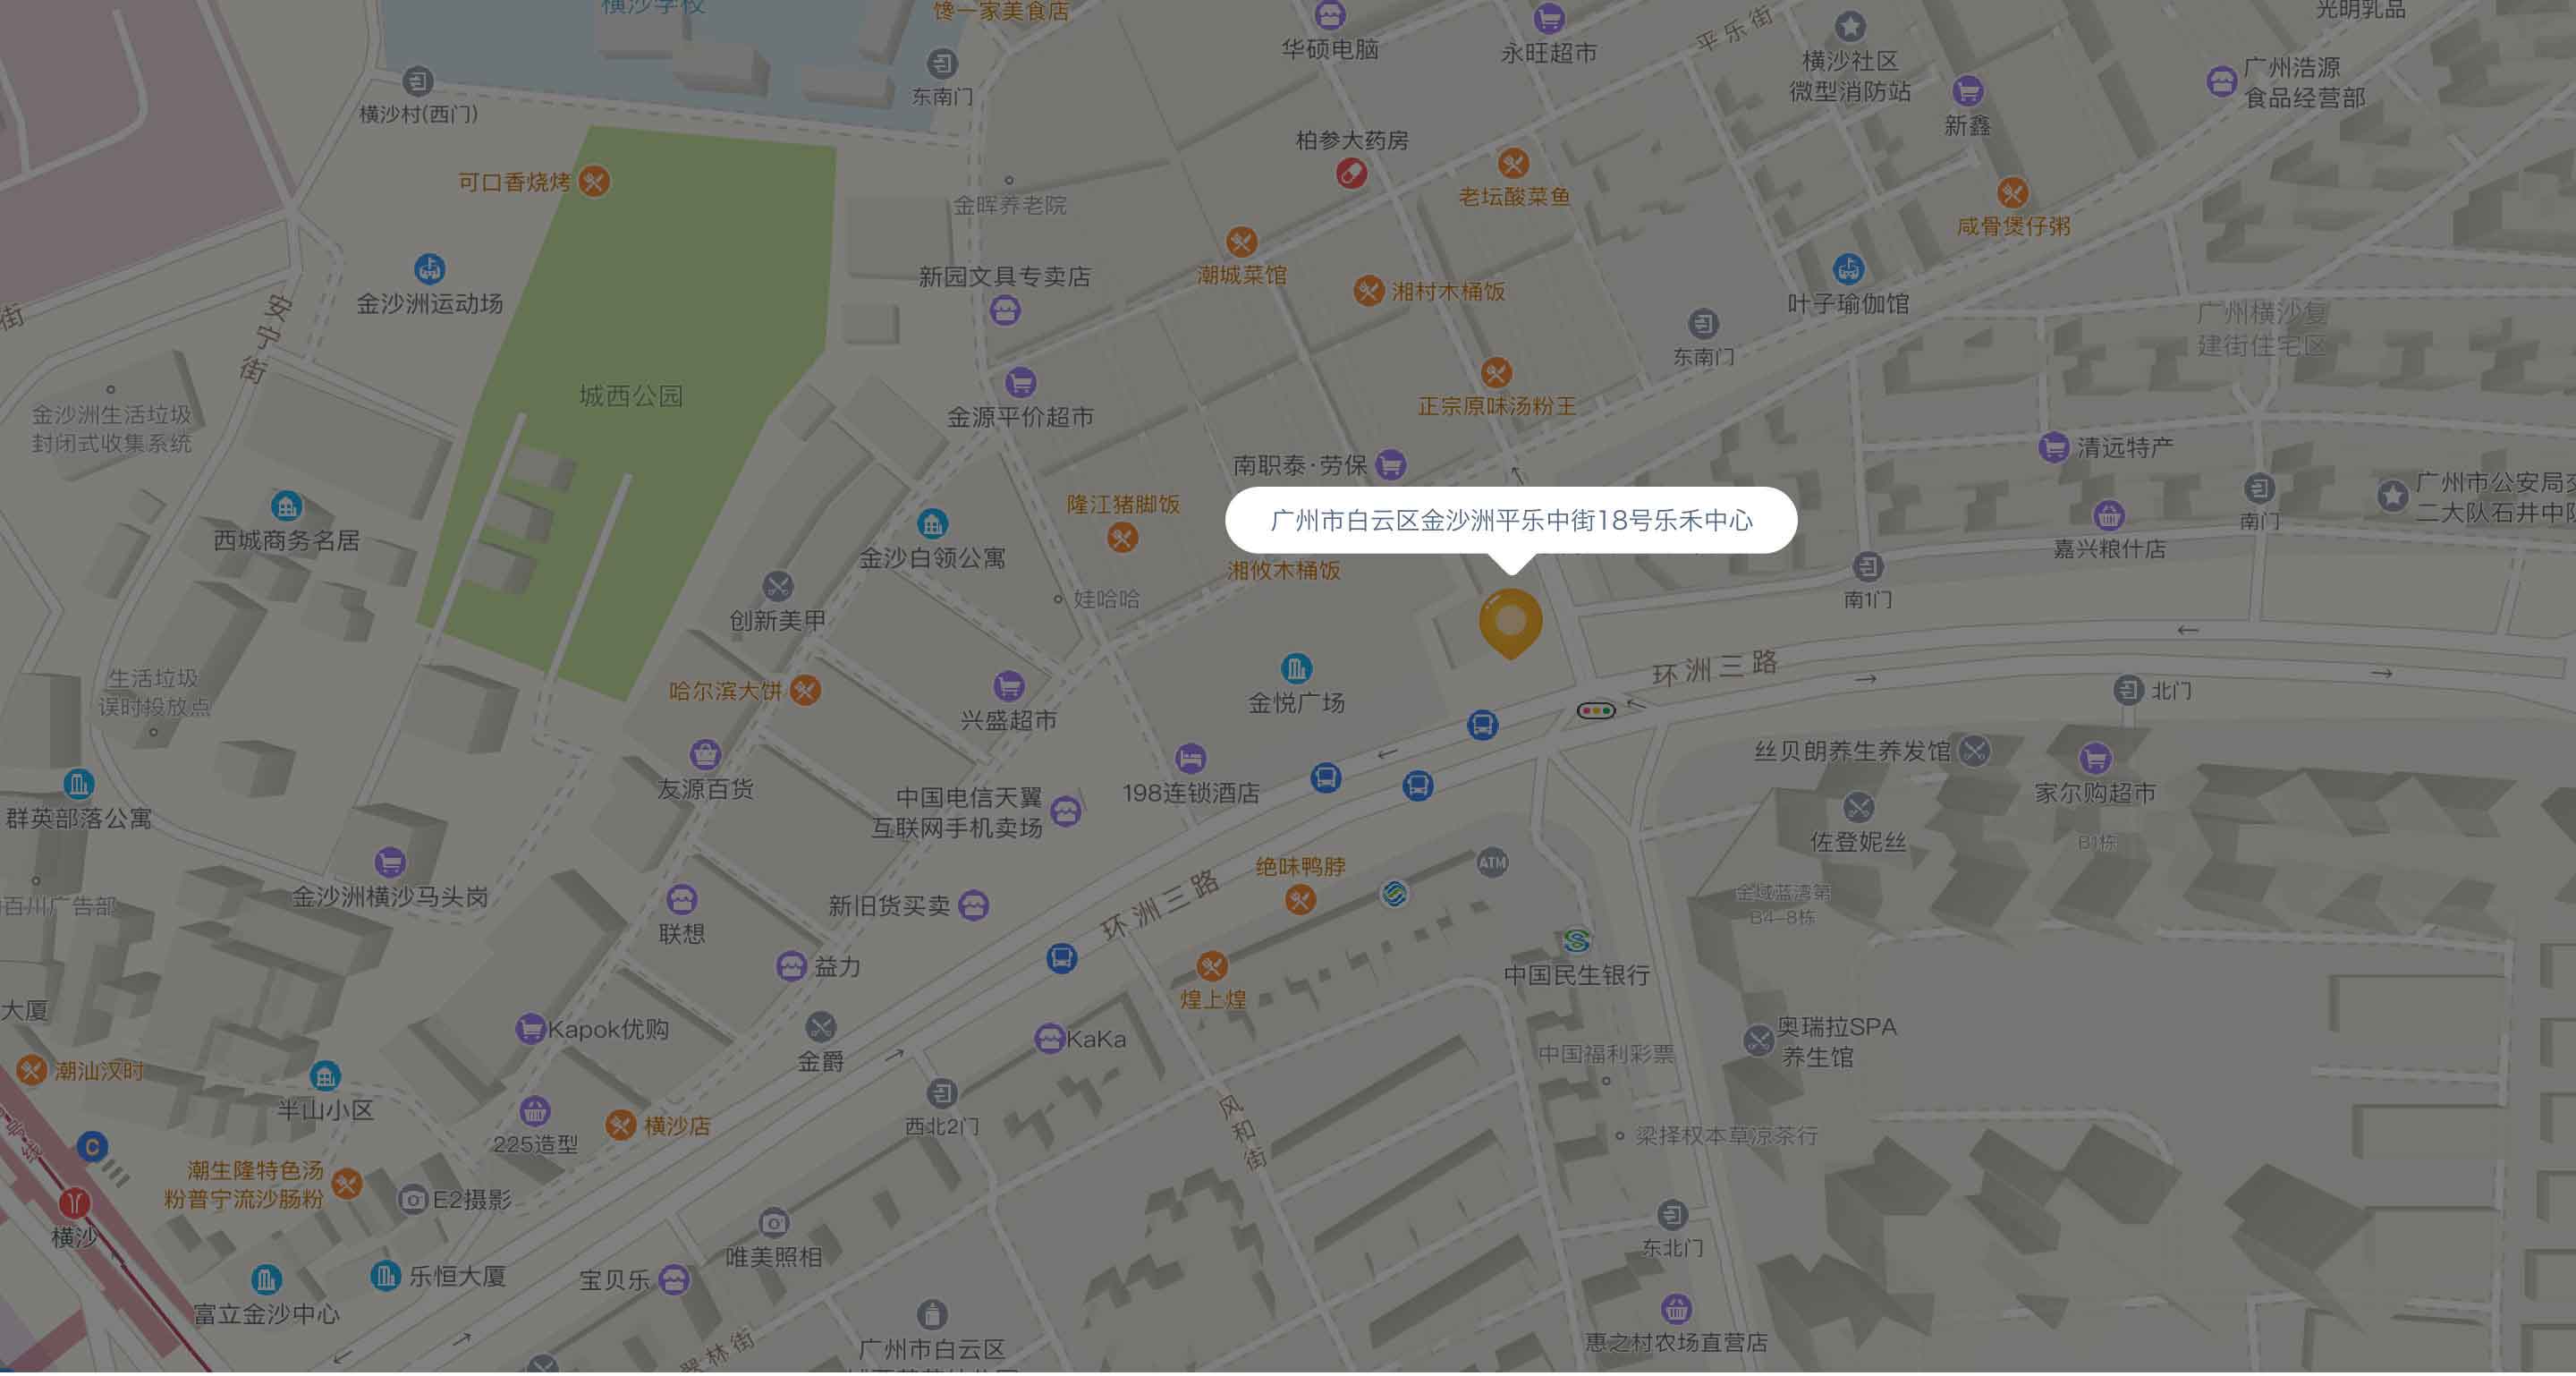 横沙学校
馋一家美食店
华硕电脑
永旺超市
平乐街
光明乳品
横沙社区
微型消防站
广州浩源
食品经营部
横沙村(西门)
东南门
新鑫
柏参大药房
可口香烧烤
金晖养老院
老坛酸菜鱼
咸骨煲仔粥
新园文具专卖店
潮城菜馆
湘村木桶饭
金沙洲运动场
叶子瑜伽馆
街
安宁街
广州横沙复
建街住宅区
东南门
城西公园
金源平价超市
正宗原味汤粉王
金沙洲生活垃圾
封闭式收集系统
南职泰·劳保
清远特产
广州市公安局交
二大队石井中队
隆江猪脚饭
广州市白云区金沙洲平乐中街18号乐禾中心
南门
西城商务名居
金沙白领公寓
嘉兴粮什店
湘攸木桶饭
娃哈哈
南1门
创新美甲
生活垃圾
误时投放点
哈尔滨大饼
兴盛超市
金悦广场
环洲三路
北门
丝贝朗养生养发馆
友源百货
中国电信天翼
互联网手机卖场
198连锁酒店
家尔购超市
群英部落公寓
佐登妮丝
B1栋
绝味鸭脖
ATM
金沙洲横沙马头岗
百川广告部
联想
新旧货买卖
环洲三路
金域蓝湾第
B4-8栋
益力
煌上煌
中国民生银行
大厦
Kapok优购
金爵
KaKa
奥瑞拉SPA
养生馆
中国福利彩票
潮汕汉时
半山小区
225造型
横沙店
西北2门
风和街
梁择权本草凉茶行
号线
C
潮生隆特色汤
粉普宁流沙肠粉
E2摄影
横沙
唯美照相
东北门
乐恒大厦
宝贝乐
富立金沙中心
翠林街
广州市白云区
惠之村农场直营店